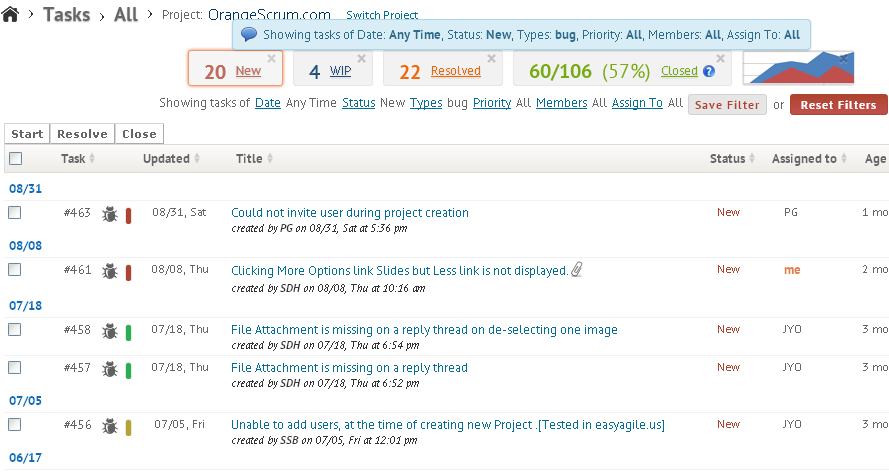 Tasks All Project: OrangeScrum.com Switch Project
Showing tasks of Date: Any Time, Status: New, Types: bug, Priority: All, Members: All, Assign To: All
20 New 4 WIP 22 Resolved 60/106 (57%) Closed ?
Showing tasks of Date Any Time Status New Types bug Priority All Members All Assign To All Save Filter or Reset Filters
Start Resolve Close
Task Updated Title Status Assigned to Age
08/31
#463 08/31, Sat Could not invite user during project creation New PG 1 mo
created by PG on 08/31, Sat at 5:36 pm
08/08
#461 08/08, Thu Clicking More Options link Slides but Less link is not displayed. New me 2 mo
created by SDH on 08/08, Thu at 10:16 am
07/18
#458 07/18, Thu File Attachment is missing on a reply thread on de-selecting one image New JYO 3 mo
created by SDH on 07/18, Thu at 6:54 pm
#457 07/18, Thu File Attachment is missing on a reply thread New JYO 3 mo
created by SDH on 07/18, Thu at 6:52 pm
07/05
#456 07/05, Fri Unable to add users, at the time of creating new Project .[Tested in easyagile.us] New JYO 3 mo
created by SSB on 07/05, Fri at 12:01 pm
06/17